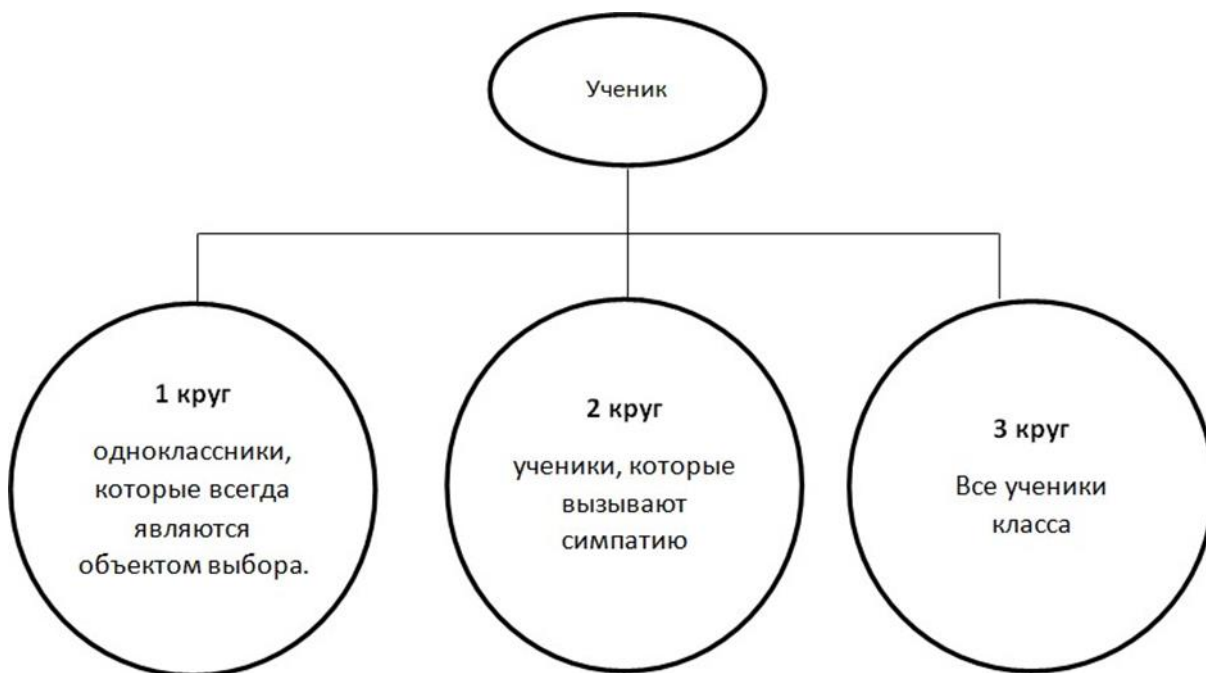 Ученик
1 круг
одноклассники,
которые всегда
являются
объектом выбора.
2 круг
ученики, которые
вызывают
симпатию
3 круг
Все ученики
класса